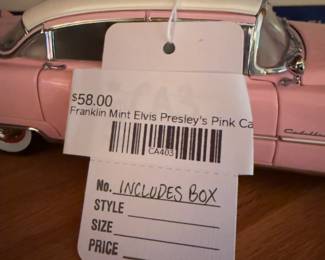 $58.00
Franklin Mint Elvis Presley's Pink Ca
CA403
No. INCLUDES BOX
STYLE
SIZE
PRICE
Cadillac